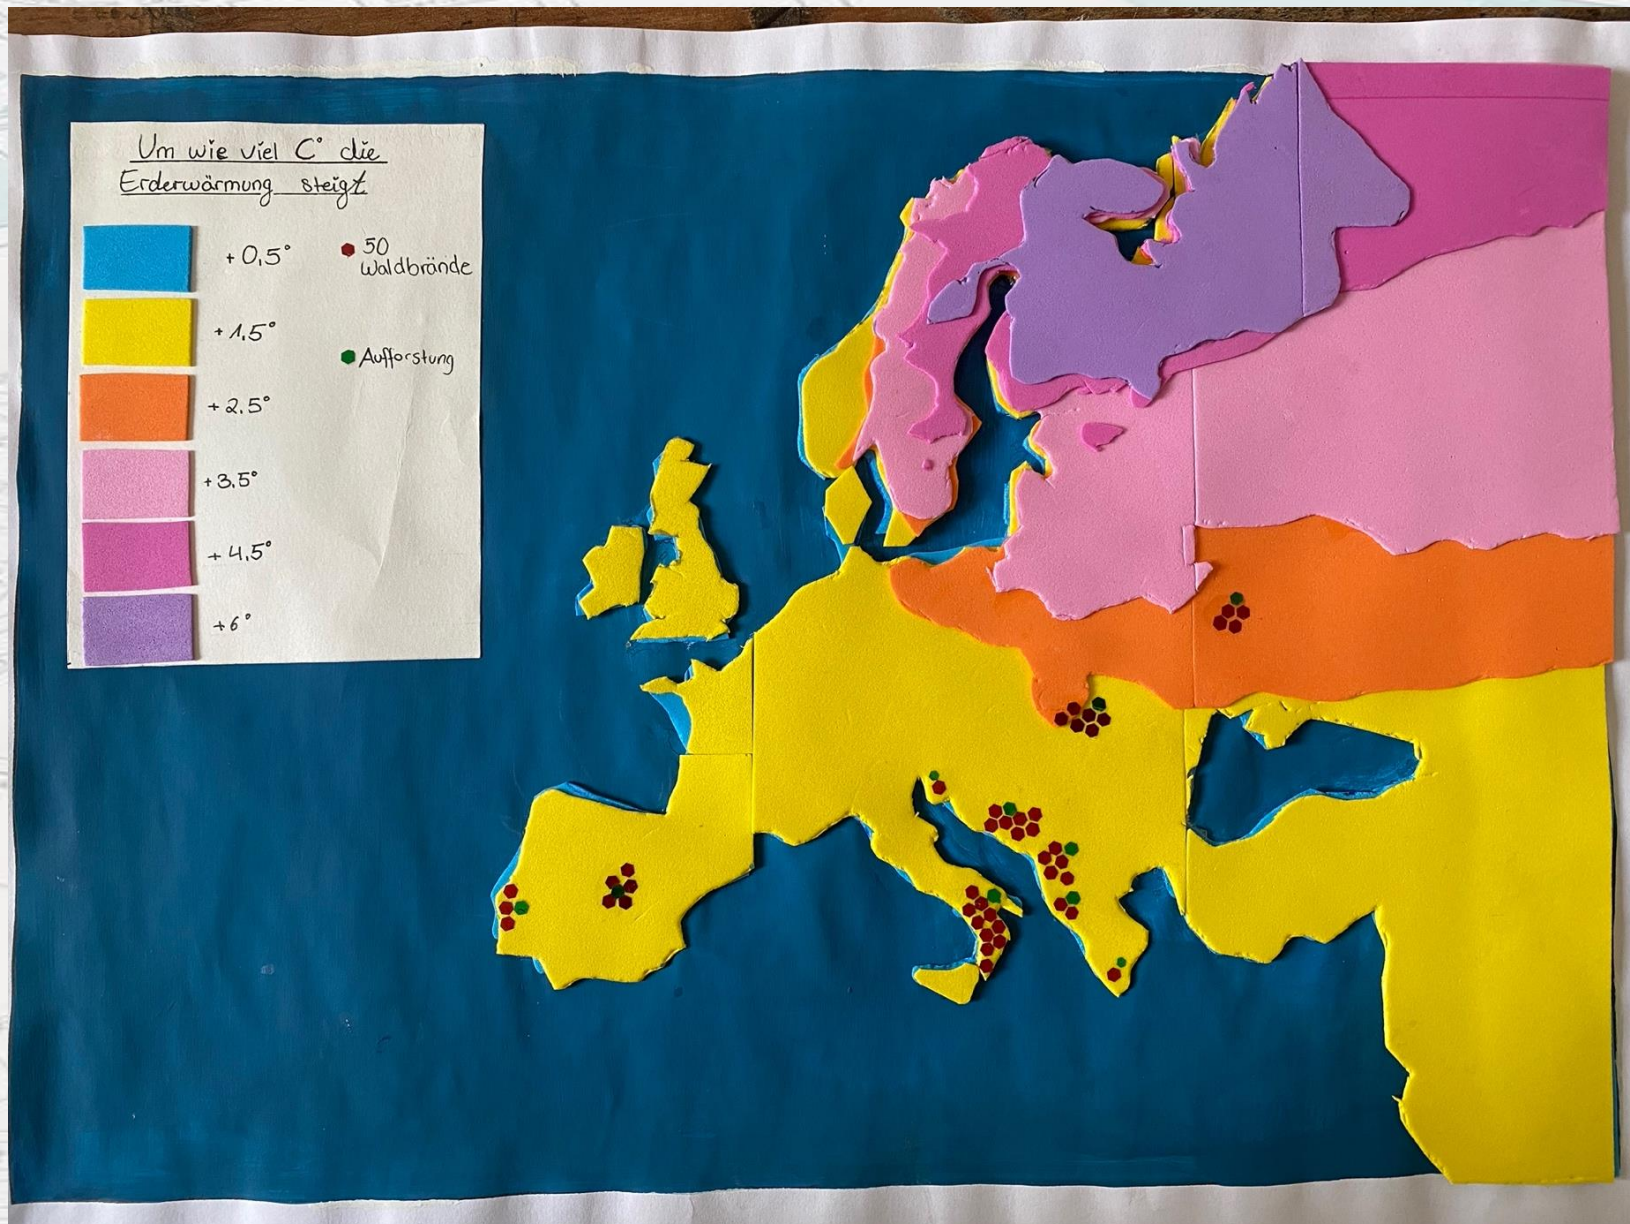 Um wie viel C° die
Erderwärmung steigt
+0,5°
+1,5°
+2,5°
+3,5°
+4,5°
+6°
50
Waldbrände
Aufforstung